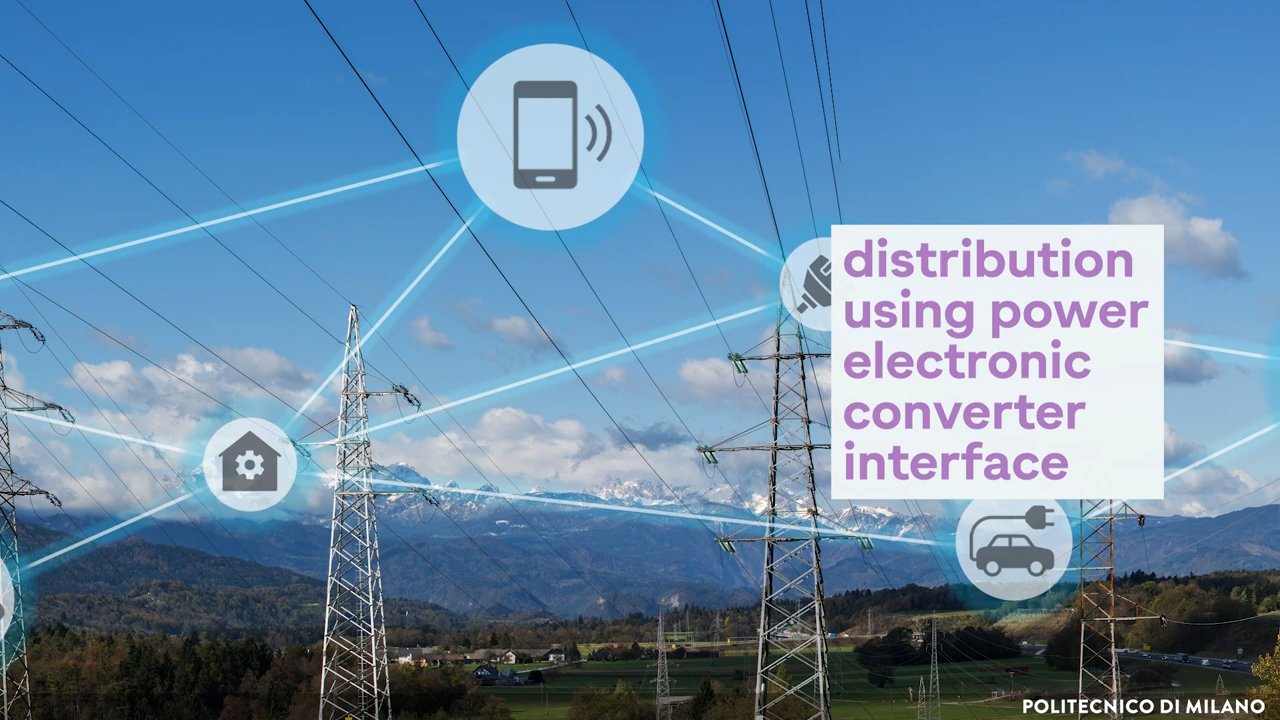 distribution
using power
electronic
converter
interface
POLITECNICO DI MILANO